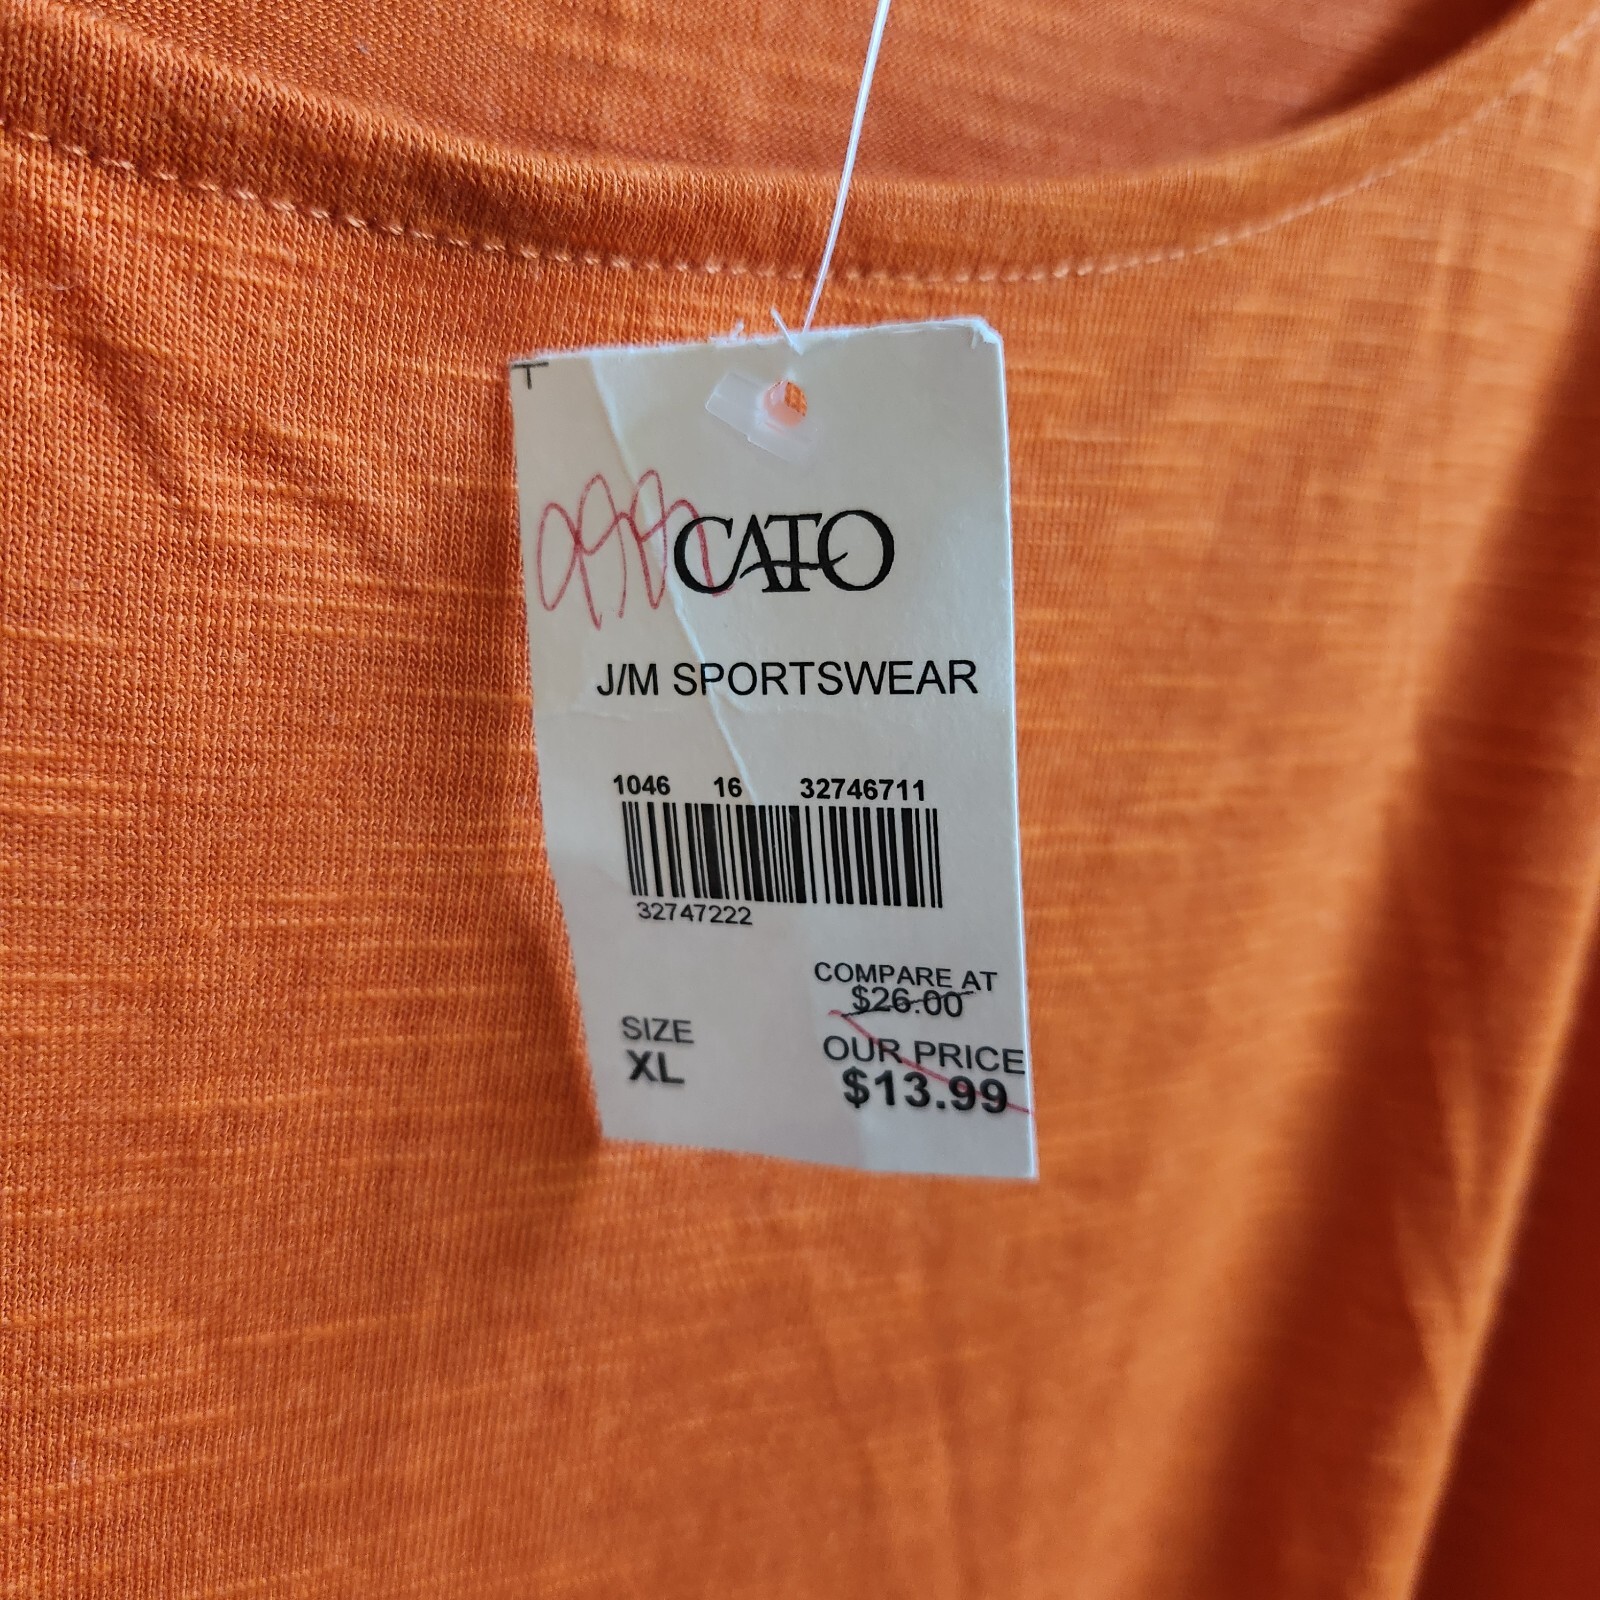 CATO
J/M SPORTSWEAR
1046 16 32746711
32747222
COMPARE AT
$26.00
SIZE
XL
OUR PRICE
$13.99